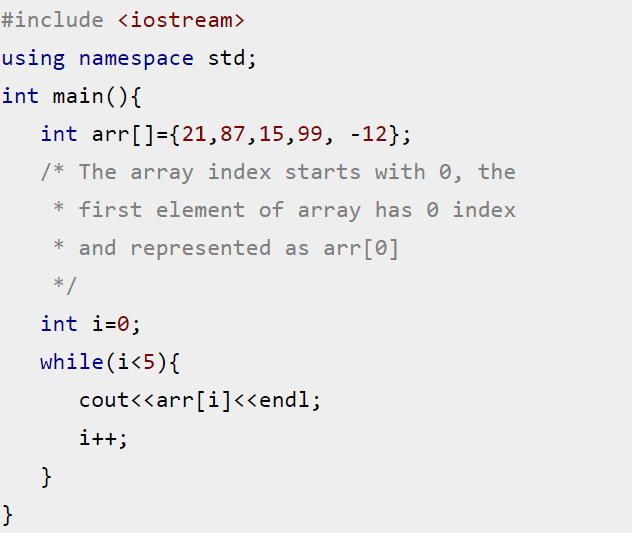 #include <iostream>
using namespace std;
int main(){
   int arr[]={21,87,15,99, -12};
   /* The array index starts with 0, the
    * first element of array has 0 index
    * and represented as arr[0]
    */
   int i=0;
   while(i<5){
      cout<<arr[i]<<endl;
      i++;
   }
}